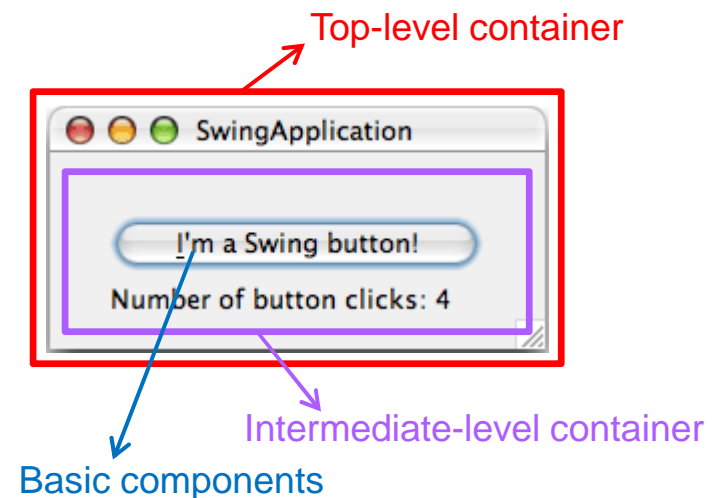 Top-level container
SwingApplication
I'm a Swing button!
Number of button clicks: 4
Intermediate-level container
Basic components